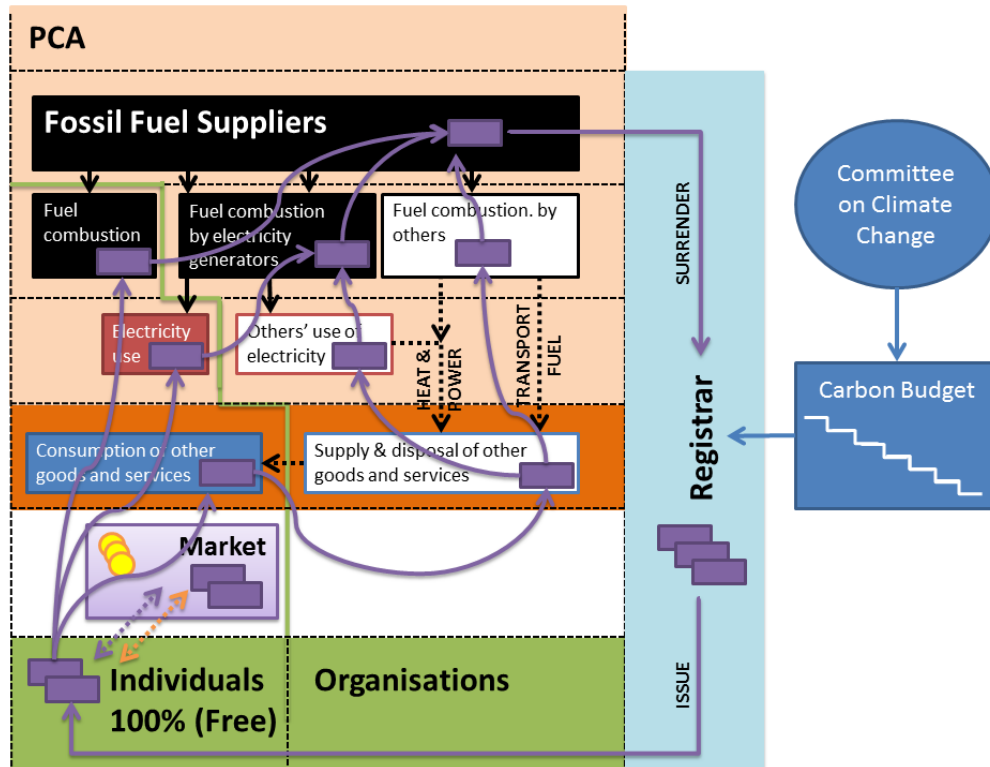 PCA
Fossil Fuel Suppliers
Fuel
combustion
Fuel combustion
by electricity
generators
Fuel combustion. by
others
Electricity
use
Others’ use of
electricity
HEAT &
POWER
TRANSPORT
FUEL
Consumption of other
goods and services
Supply & disposal of other
goods and services
Market
Individuals
100% (Free)
Organisations
SURRENDER
Registrar
ISSUE
Committee
on Climate
Change
Carbon Budget